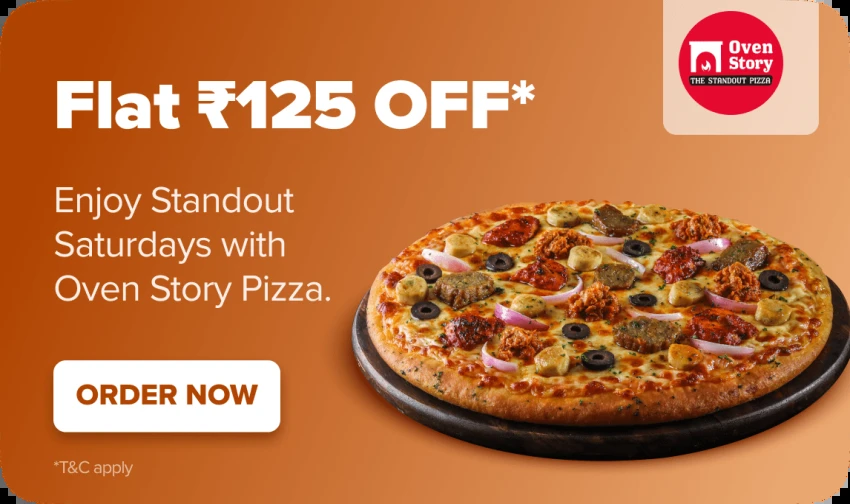 Oven
Story
THE STANDOUT PIZZA
Flat ₹125 OFF*
Enjoy Standout
Saturdays with
Oven Story Pizza.
ORDER NOW
*T&C apply